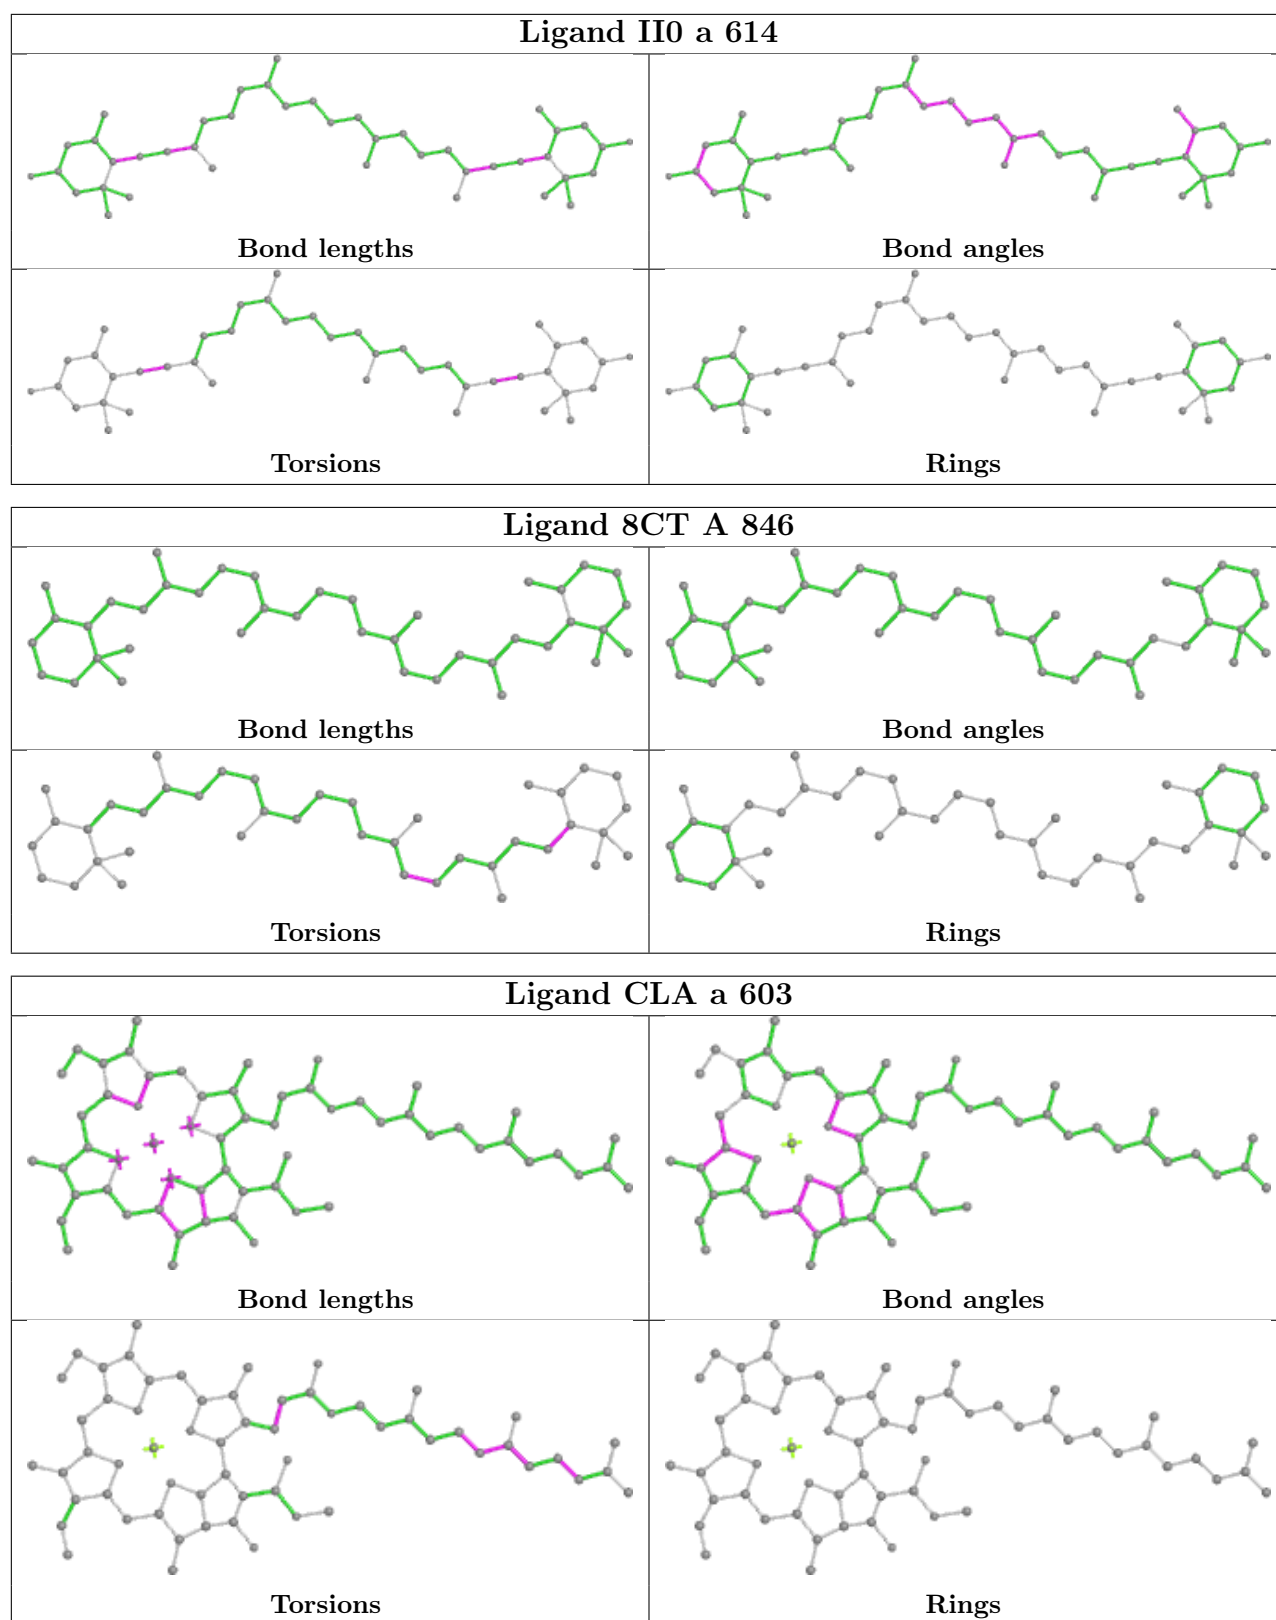 Ligand II0 a 614
Bond lengths
Bond angles
Torsions
Rings
Ligand 8CT A 846
Bond lengths
Bond angles
Torsions
Rings
Ligand CLA a 603
Bond lengths
Bond angles
Torsions
Rings